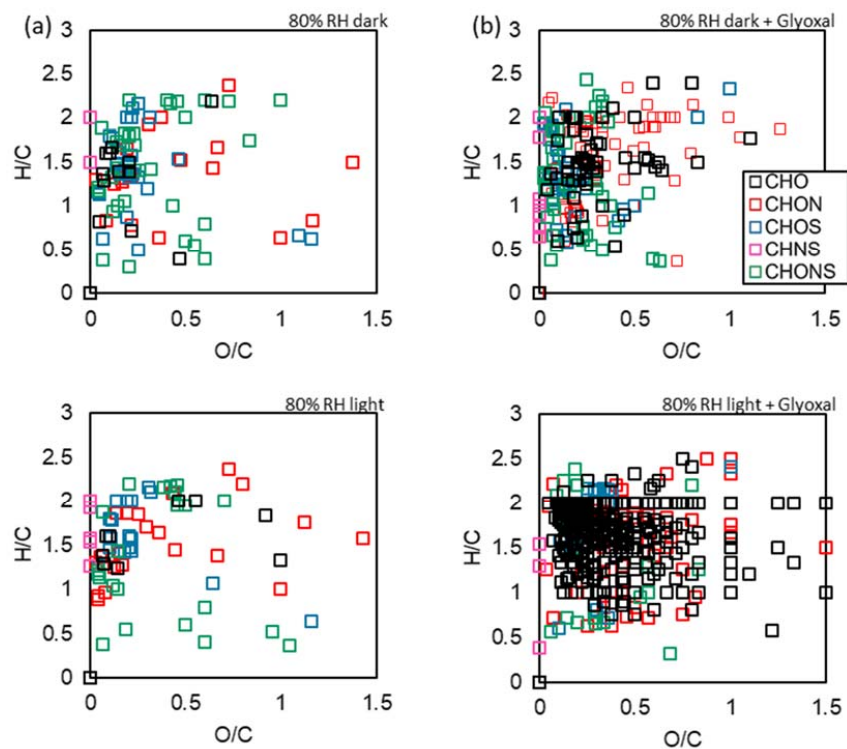 (a)
80% RH dark
3
2.5
2
1.5
1
0.5
0
H/C
0
0.5
1
1.5
O/C
(b)
80% RH dark + Glyoxal
3
2.5
2
1.5
1
0.5
0
H/C
CHO
CHON
CHOS
CHNS
CHONS
0
0.5
1
1.5
O/C
80% RH light
3
2.5
2
1.5
1
0.5
0
H/C
0
0.5
1
1.5
O/C
80% RH light + Glyoxal
3
2.5
2
1.5
1
0.5
0
H/C
0
0.5
1
1.5
O/C